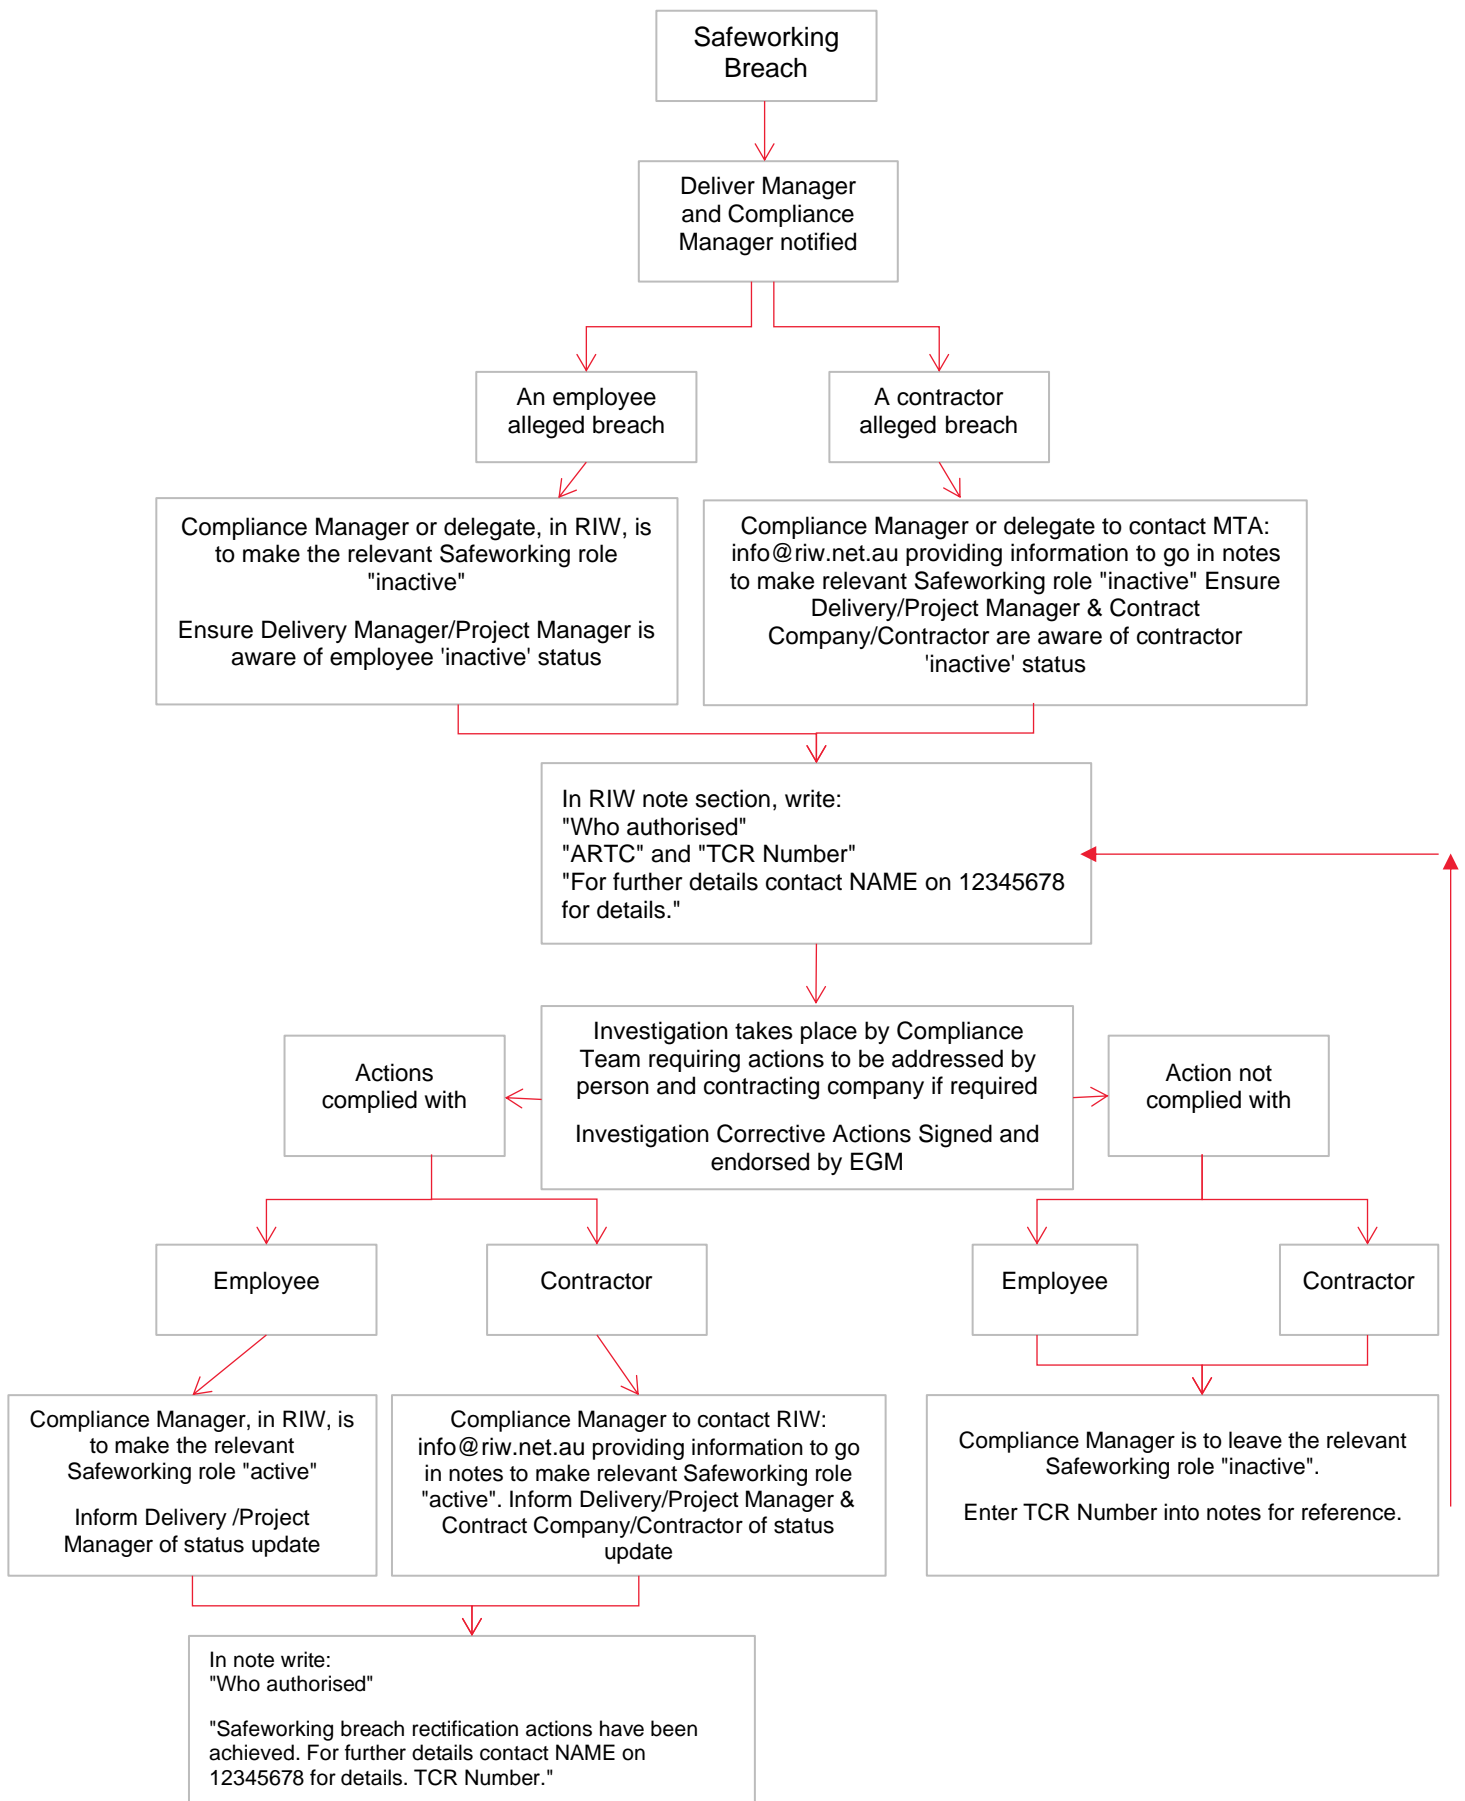 Safeworking
Breach
Deliver Manager
and Compliance
Manager notified
An employee
alleged breach
A contractor
alleged breach
Compliance Manager or delegate, in RIW, is
to make the relevant Safeworking role
"inactive"
Ensure Delivery Manager/Project Manager is
aware of employee 'inactive' status
Compliance Manager or delegate to contact MTA:
info@riw.net.au providing information to go in notes
to make relevant Safeworking role "inactive" Ensure
Delivery/Project Manager & Contract
Company/Contractor are aware of contractor
'inactive' status
In RIW note section, write:
"Who authorised"
"ARTC" and "TCR Number"
"For further details contact NAME on 12345678
for details."
Investigation takes place by Compliance
Team requiring actions to be addressed by
person and contracting company if required
Investigation Corrective Actions Signed and
endorsed by EGM
Actions
complied with
Action not
complied with
Employee
Contractor
Employee
Contractor
Compliance Manager, in RIW, is
to make the relevant
Safeworking role "active"
Inform Delivery /Project
Manager of status update
Compliance Manager to contact RIW:
info@riw.net.au providing information to go
in notes to make relevant Safeworking role
"active". Inform Delivery/Project Manager &
Contract Company/Contractor of status
update
Compliance Manager is to leave the relevant
Safeworking role "inactive".
Enter TCR Number into notes for reference.
In note write:
"Who authorised"
"Safeworking breach rectification actions have been
achieved. For further details contact NAME on
12345678 for details. TCR Number."